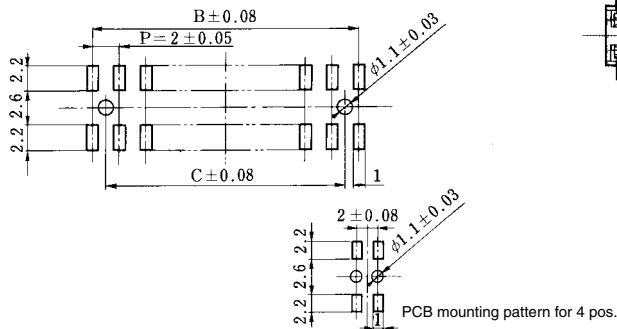 B±0.08
P=2±0.05
φ1.1±0.03
2.2
2.6
2.2
C±0.08
1
2±0.08
φ1.1±0.03
2.2
2.6
2.2
1
PCB mounting pattern for 4 pos.